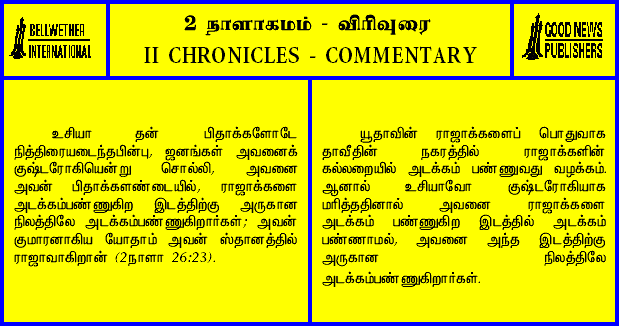 BELLWETHER
INTERNATIONAL
2 நாளாகமம் - விரிவுரை
II CHRONICLES - COMMENTARY
GOOD NEWS
PUBLISHERS
உசியா தன் பிதாக்களோடே
நித்திரையடைந்தபின்பு, ஜனங்கள் அவனைக்
குஷ்டரோகியென்று சொல்லி, அவனை
அவன் பிதாக்களண்டையில், ராஜாக்களை
அடக்கம்பண்ணுகிற இடத்திற்கு அருகான
நிலத்திலே அடக்கம்பண்ணுகிறார்கள்; அவன்
குமாரனாகிய யோதாம் அவன் ஸ்தானத்தில்
ராஜாவாகிறான் (2நாளா 26:23).
யூதாவின் ராஜாக்களைப் பொதுவாக
தாவீதின் நகரத்தில் ராஜாக்களின்
கல்லறையில் அடக்கம் பண்ணுவது வழக்கம்.
ஆனால் உசியாவோ குஷ்டரோகியாக
மரித்ததினால் அவனை ராஜாக்களை
அடக்கம் பண்ணுகிற இடத்தில் அடக்கம்
பண்ணாமல், அவனை அந்த இடத்திற்கு
அருகான நிலத்திலே
அடக்கம்பண்ணுகிறார்கள்.